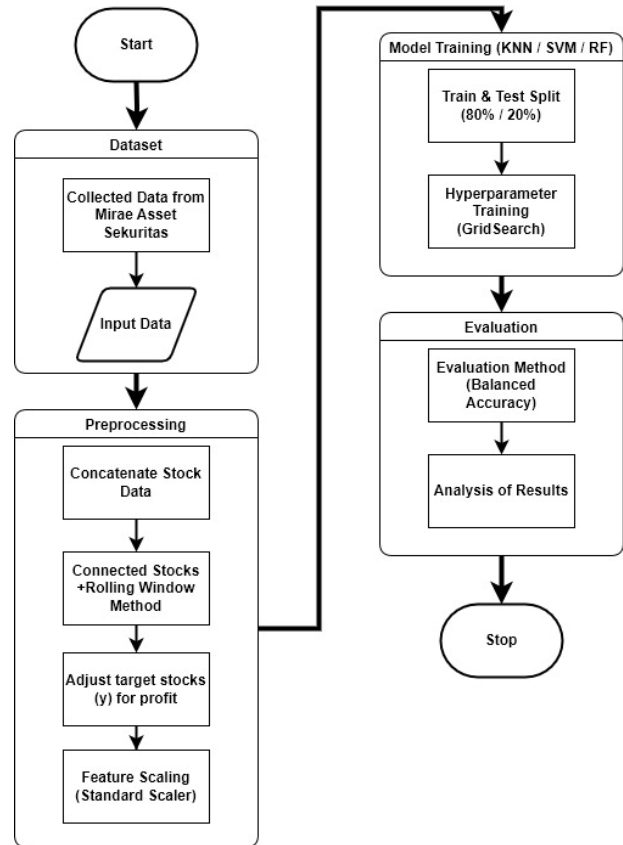 Start
Dataset
Collected Data from
Mirae Asset
Sekuritas
Input Data
Preprocessing
Concatenate Stock
Data
Connected Stocks
+Rolling Window
Method
Adjust target stocks
(y) for profit
Feature Scaling
(Standard Scaler)
Model Training (KNN / SVM / RF)
Train & Test Split
(80% / 20%)
Hyperparameter
Training
(GridSearch)
Evaluation
Evaluation Method
(Balanced
Accuracy)
Analysis of Results
Stop